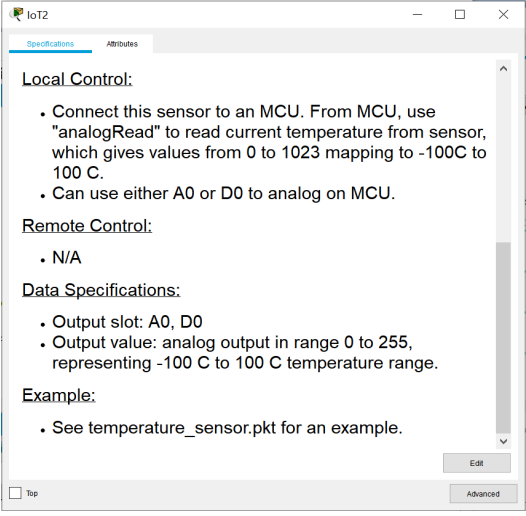 IoT2
Specifications Attributes
Local Control:
• Connect this sensor to an MCU. From MCU, use
"analogRead" to read current temperature from sensor,
which gives values from 0 to 1023 mapping to -100C to
100 C.
• Can use either A0 or D0 to analog on MCU.
Remote Control:
• N/A
Data Specifications:
• Output slot: A0, D0
• Output value: analog output in range 0 to 255,
representing -100 C to 100 C temperature range.
Example:
• See temperature_sensor.pkt for an example.
Edit
Top Advanced